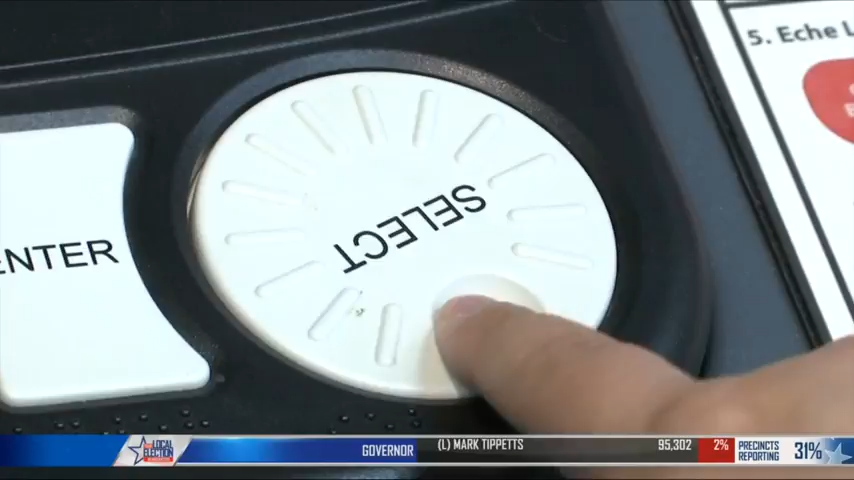 5. Eche L
SELECT
ENTER
LOCAL ELECTION
GOVERNOR
(L) MARK TIPPETTS
95,302
2%
PRECINCTS REPORTING
31%